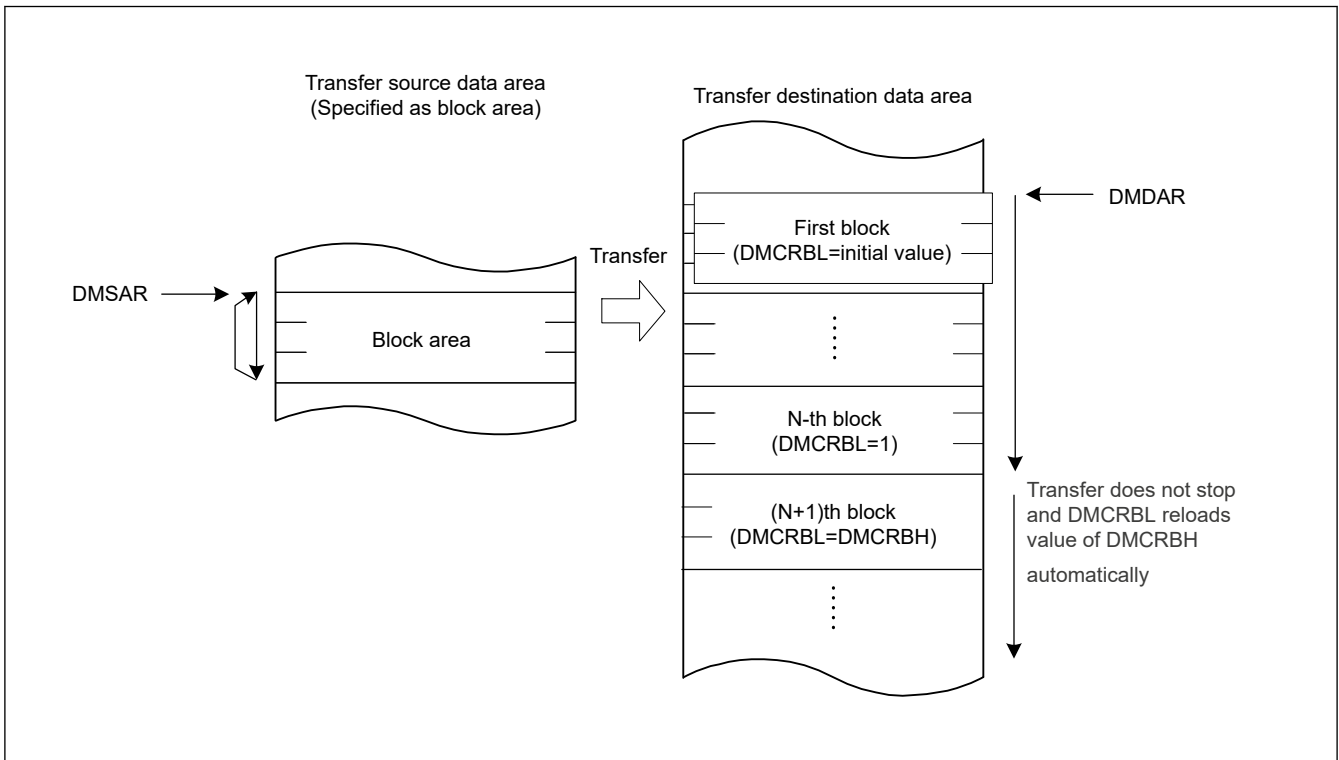 Transfer source data area
(Specified as block area)
Transfer destination data area
DMSAR
Block area
Transfer
DMDAR
First block
(DMCRBL=initial value)
N-th block
(DMCRBL=1)
(N+1)th block
(DMCRBL=DMCRBH)
Transfer does not stop
and DMCRBL reloads
value of DMCRBH
automatically